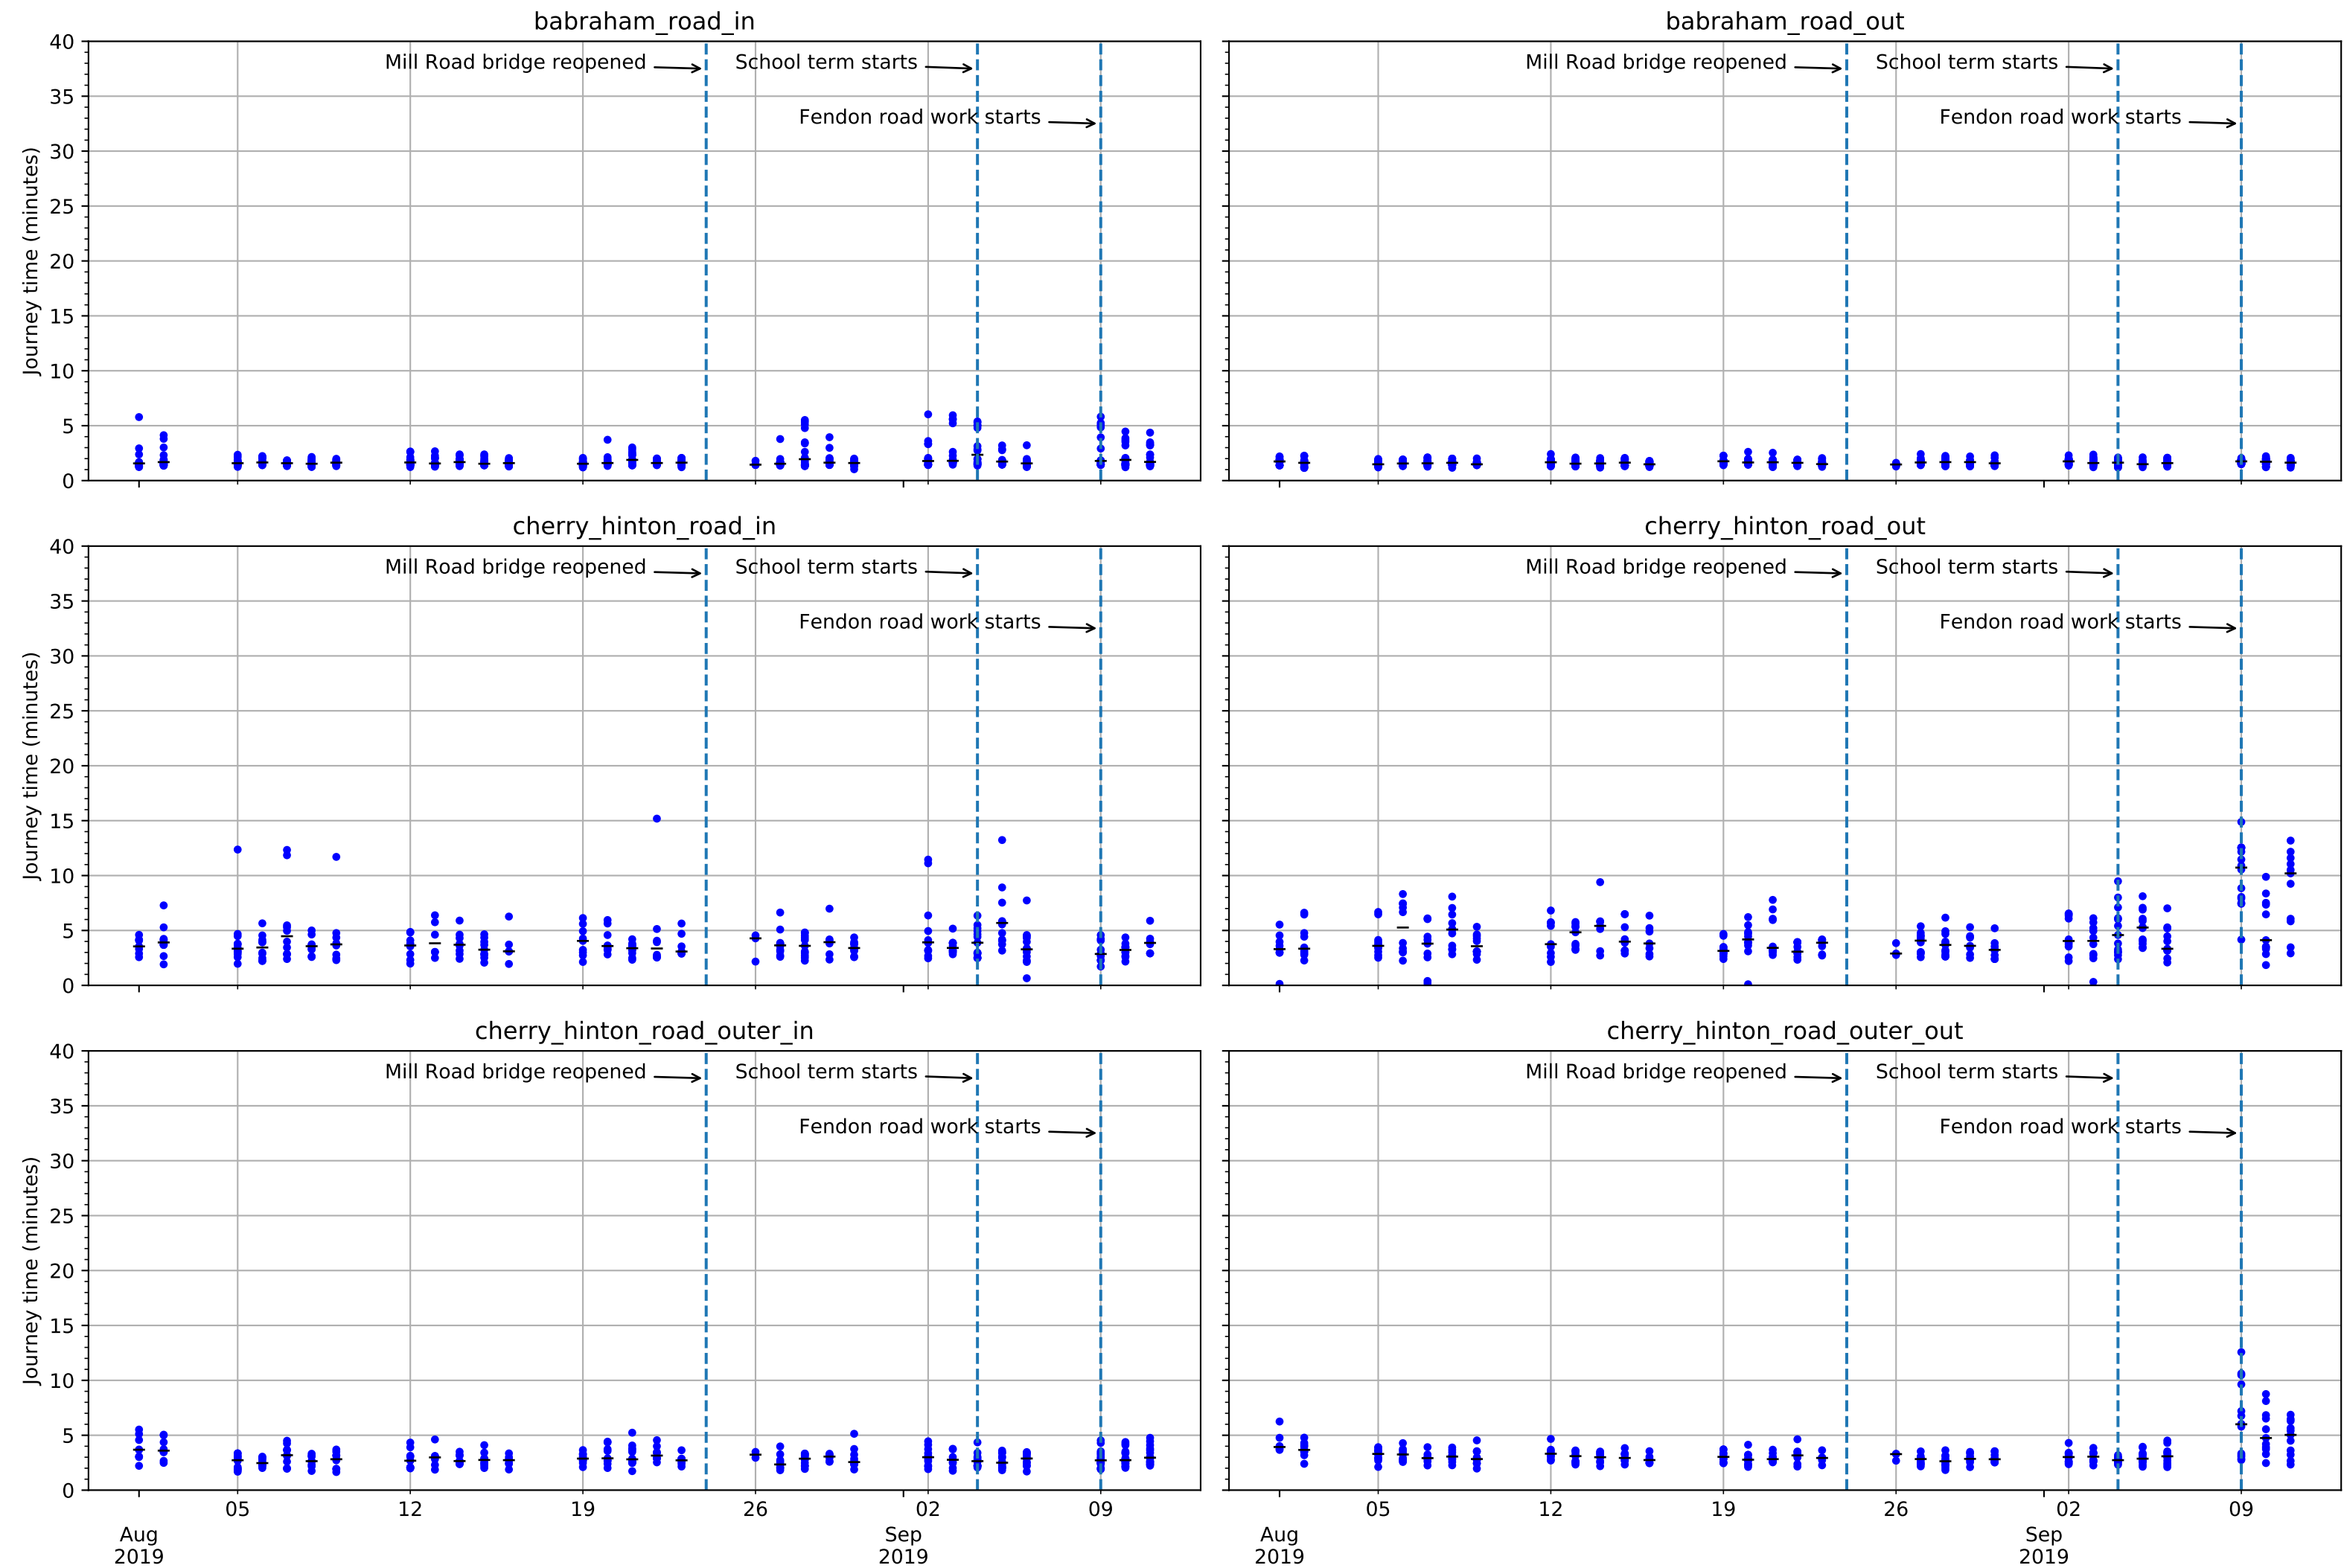 babraham_road_in
babraham_road_out
40
35
30
25
20
15
10
5
0
Journey time (minutes)
Mill Road bridge reopened
School term starts
Fendon road work starts
Mill Road bridge reopened
School term starts
Fendon road work starts
cherry_hinton_road_in
cherry_hinton_road_out
40
35
30
25
20
15
10
5
0
Journey time (minutes)
Mill Road bridge reopened
School term starts
Fendon road work starts
Mill Road bridge reopened
School term starts
Fendon road work starts
cherry_hinton_road_outer_in
cherry_hinton_road_outer_out
40
35
30
25
20
15
10
5
0
Journey time (minutes)
Mill Road bridge reopened
School term starts
Fendon road work starts
Mill Road bridge reopened
School term starts
Fendon road work starts
05 12 19 26 02 09
Aug Sep
2019 2019
05 12 19 26 02 09
Aug Sep
2019 2019